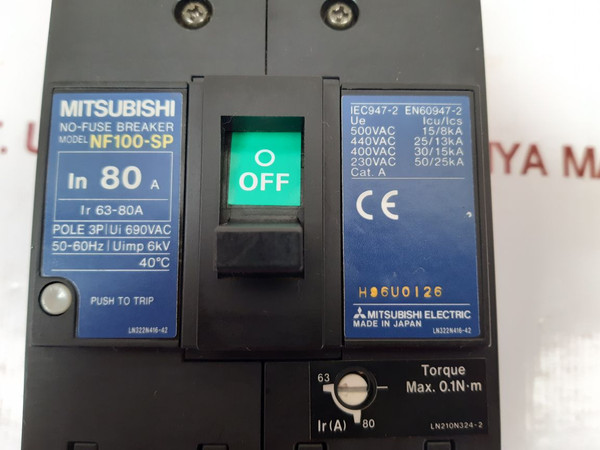 MITSUBISHI
NO-FUSE BREAKER
MODEL NF100-SP
In 80 A
Ir 63-80A
POLE 3P Ui 690VAC
50-60Hz Uimp 6kV
40°C
PUSH TO TRIP
LN322N416-42
O
OFF
IEC947-2 EN60947-2
Ue Icu/Ics
500VAC 15/8kA
440VAC 25/13kA
400VAC 30/15kA
230VAC 50/25kA
Cat. A
CE
H96U0126
MITSUBISHI ELECTRIC
MADE IN JAPAN
LN322N416-42
63
80
Ir(A)
Torque
Max. 0.1N·m
LN210N324-2